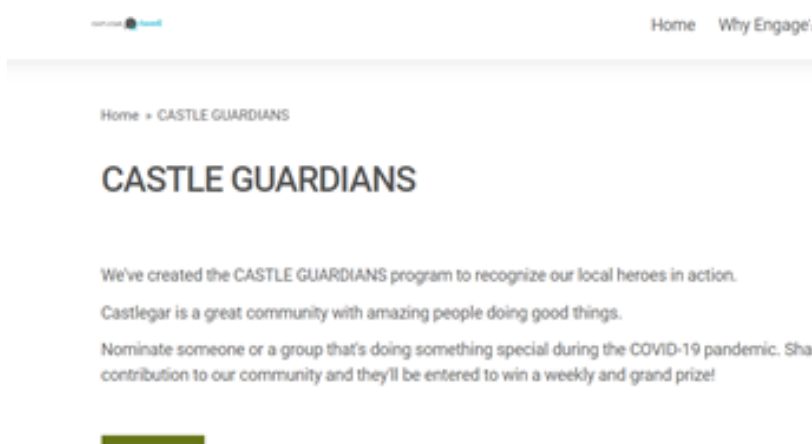 Home Why Engage?
Home » CASTLE GUARDIANS
CASTLE GUARDIANS
We've created the CASTLE GUARDIANS program to recognize our local heroes in action.
Castlegar is a great community with amazing people doing good things.
Nominate someone or a group that's doing something special during the COVID-19 pandemic. Sha
contribution to our community and they'll be entered to win a weekly and grand prize!